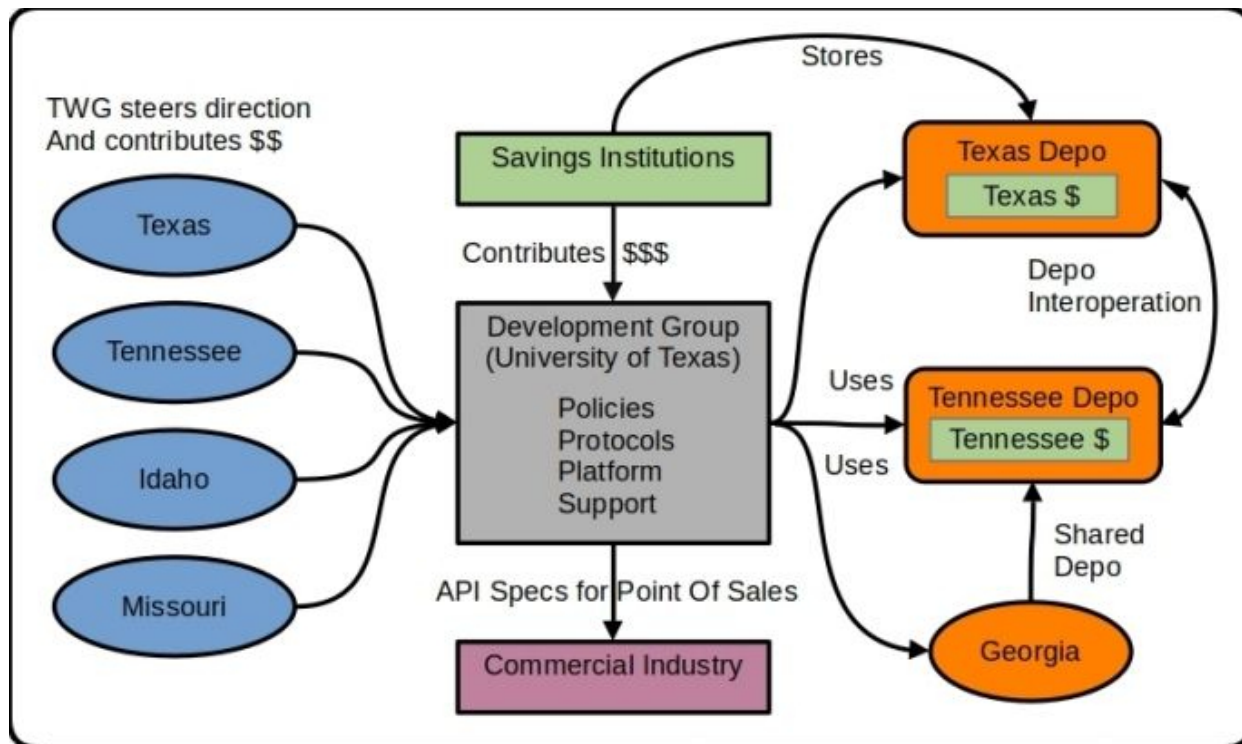 Stores
TWG steers direction
And contributes $$
Savings Institutions
Texas Depo
Texas $
Texas
Contributes $$$
Depo
Interoperation
Development Group
(University of Texas)
Tennessee
Policies
Protocols
Platform
Support
Uses
Tennessee Depo
Tennessee $
Uses
Idaho
Shared
Depo
Missouri
API Specs for Point Of Sales
Commercial Industry
Georgia